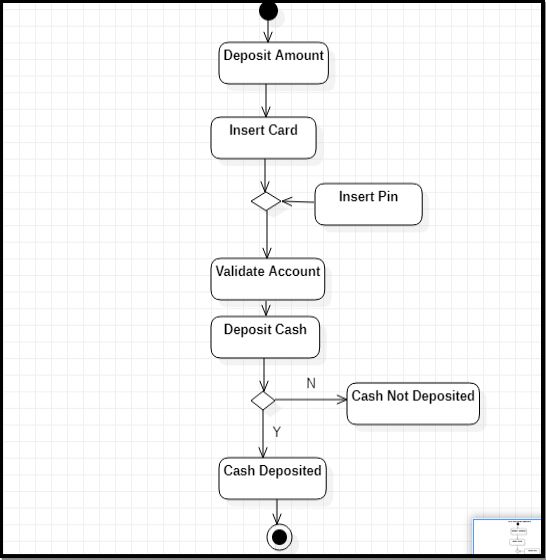 Deposit Amount
Insert Card
Insert Pin
Validate Account
Deposit Cash
N
Cash Not Deposited
Y
Cash Deposited